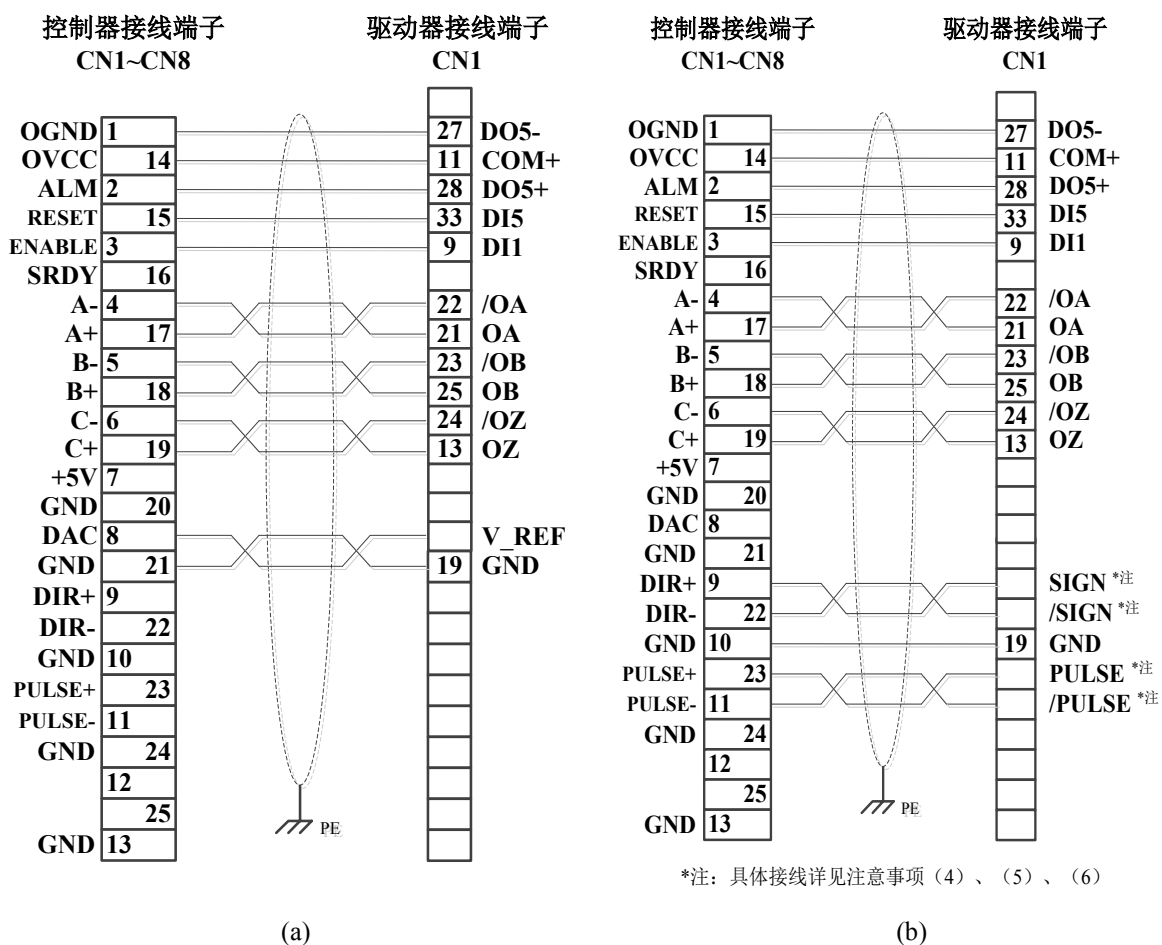 控制器接线端子 驱动器接线端子
CN1~CN8 CN1
OGND 1 27 DO5-
OVCC 14 11 COM+
ALM 2 28 DO5+
RESET 15 33 DI5
ENABLE 3 9 DI1
SRDY 16
A- 4 22 /OA
A+ 17 21 OA
B- 5 23 /OB
B+ 18 25 OB
C- 6 24 /OZ
C+ 19 13 OZ
+5V 7
GND 20
DAC 8 V_REF
GND 21 19 GND
DIR+ 9
DIR- 22
GND 10
PULSE+ 23
PULSE- 11
GND 24
12
25
GND 13
PE
(a)
控制器接线端子 驱动器接线端子
CN1~CN8 CN1
OGND 1 27 DO5-
OVCC 14 11 COM+
ALM 2 28 DO5+
RESET 15 33 DI5
ENABLE 3 9 DI1
SRDY 16
A- 4 22 /OA
A+ 17 21 OA
B- 5 23 /OB
B+ 18 25 OB
C- 6 24 /OZ
C+ 19 13 OZ
+5V 7
GND 20
DAC 8
GND 21
DIR+ 9 SIGN *注
DIR- 22 /SIGN *注
GND 10 19 GND
PULSE+ 23 PULSE *注
PULSE- 11 /PULSE *注
GND 24
12
25
GND 13
PE
*注：具体接线详见注意事项（4）、（5）、（6）
(b)